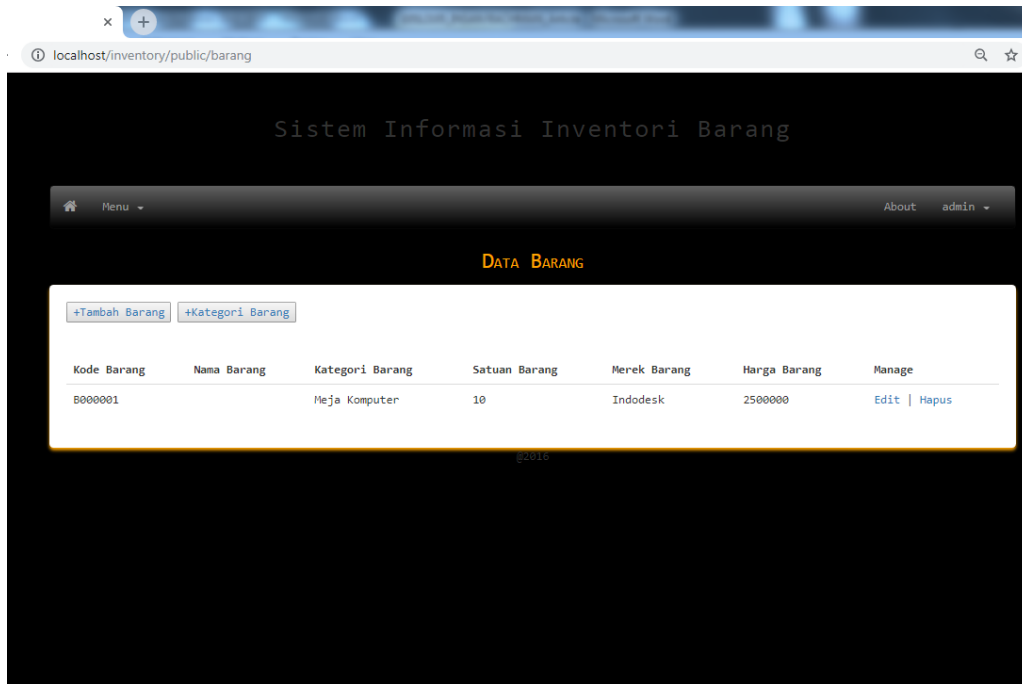 localhost/inventory/public/barang
Sistem Informasi Inventori Barang
Menu About admin
Data Barang
+Tambah Barang +Kategori Barang
Kode Barang Nama Barang Kategori Barang Satuan Barang Merek Barang Harga Barang Manage
B000001 Meja Komputer 10 Indodesk 2500000 Edit | Hapus
@2016